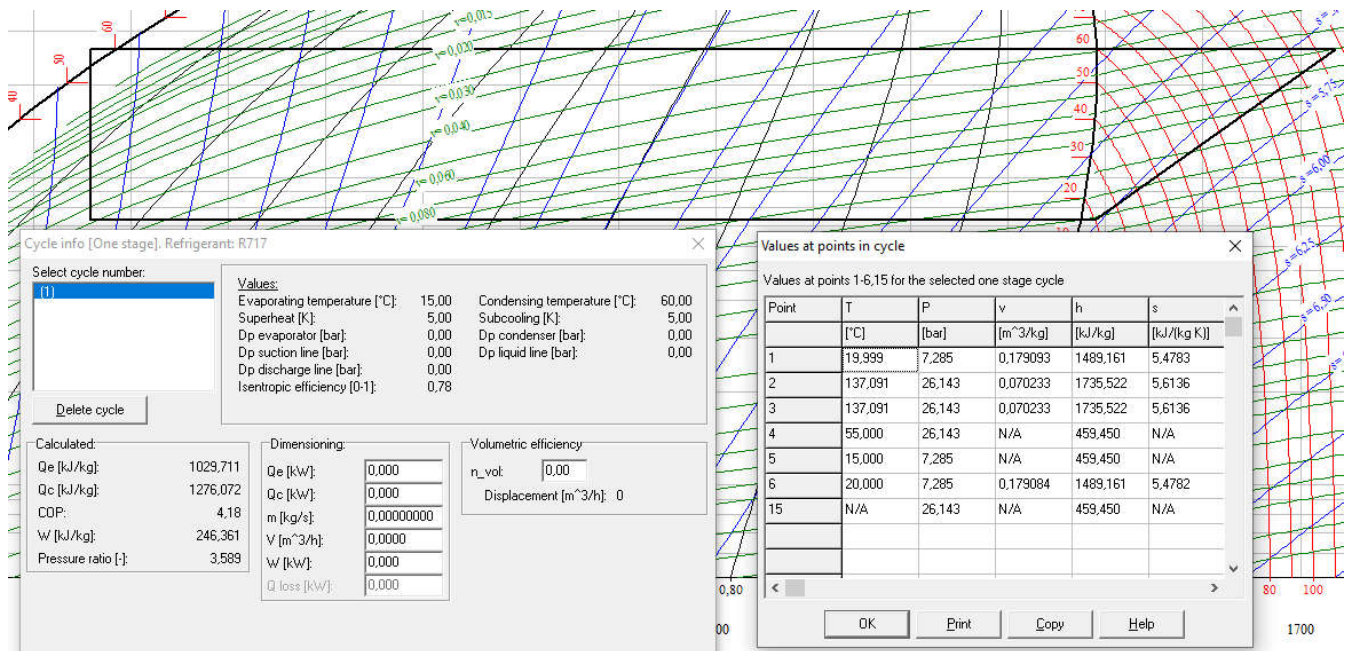 60
50
40
r= 0,015
r= 0,020
r= 0,030
r= 0,040
r= 0,060
r= 0,080
60
50
40
30
20
10
s = 5,75
s = 6,00
s = 6,25
s = 6,50
Cycle info [One stage]. Refrigerant: R717
Select cycle number:
(1)
Delete cycle
Values:
Evaporating temperature [°C]: 15,00 Condensing temperature [°C]: 60,00
Superheat [K]: 5,00 Subcooling [K]: 5,00
Dp evaporator [bar]: 0,00 Dp condenser [bar]: 0,00
Dp suction line [bar]: 0,00 Dp liquid line [bar]: 0,00
Dp discharge line [bar]: 0,00
Isentropic efficiency [0-1]: 0,78
Calculated:
Qe [kJ/kg]: 1029,711
Qc [kJ/kg]: 1276,072
COP: 4,18
W [kJ/kg]: 246,361
Pressure ratio [-]: 3,589
Dimensioning:
Qe [kW]: 0,000
Qc [kW]: 0,000
m [kg/s]: 0,00000000
V [m^3/h]: 0,0000
W [kW]: 0,000
Q loss [kW]: 0,000
Volumetric efficiency
n_vol: 0,00
Displacement [m^3/h]: 0
Values at points in cycle
Values at points 1-6,15 for the selected one stage cycle
Point T P v h s
[°C] [bar] [m^3/kg] [kJ/kg] [kJ/(kg K)]
1 19,999 7,285 0,179093 1489,161 5,4783
2 137,091 26,143 0,070233 1735,522 5,6136
3 137,091 26,143 0,070233 1735,522 5,6136
4 55,000 26,143 N/A 459,450 N/A
5 15,000 7,285 N/A 459,450 N/A
6 20,000 7,285 0,179084 1489,161 5,4782
15 N/A 26,143 N/A 459,450 N/A
OK Print Copy Help
0,80
80 100
00
1700